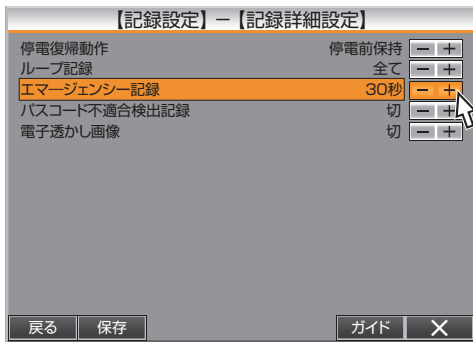 【記録設定】－【記録詳細設定】
停電復帰動作 停電前保持 － ＋
ループ記録 全て － ＋
エマージェンシー記録 30秒 － ＋
パスコード不適合検出記録 切 － ＋
電子透かし画像 切 － ＋
戻る 保存 ガイド ✕